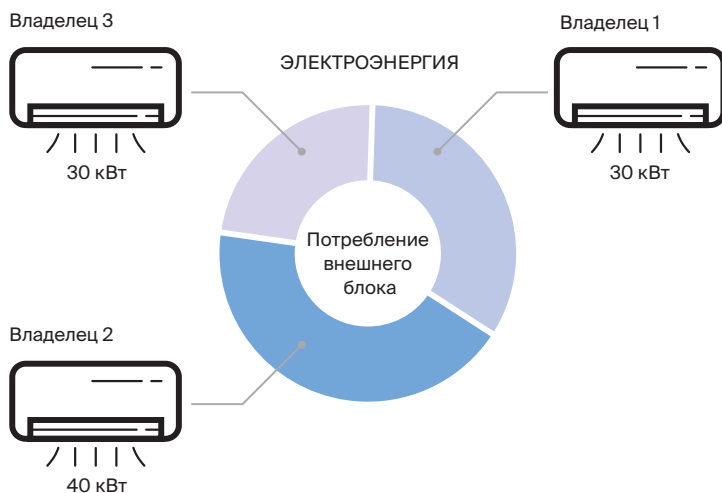 Владелец 3
30 кВт
ЭЛЕКТРОЭНЕРГИЯ
Владелец 1
30 кВт
Потребление
внешнего
блока
Владелец 2
40 кВт